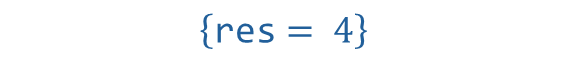 {res = 4}